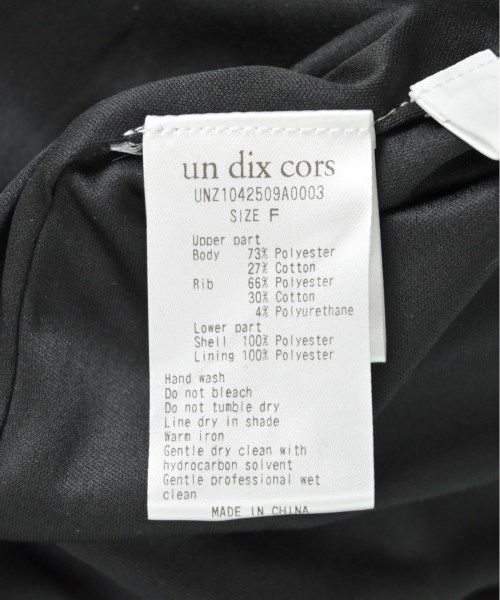 un dix cors
UNZ1042509A0003
SIZE F
Upper part
Body 73% Polyester
27% Cotton
Rib 66% Polyester
30% Cotton
4% Polyurethane
Lower part
Shell 100% Polyester
Lining 100% Polyester
Hand wash
Do not bleach
Do not tumble dry
Line dry in shade
Warm iron
Gentle dry clean with
hydrocarbon solvent
Gentle professional wet
clean
MADE IN CHINA